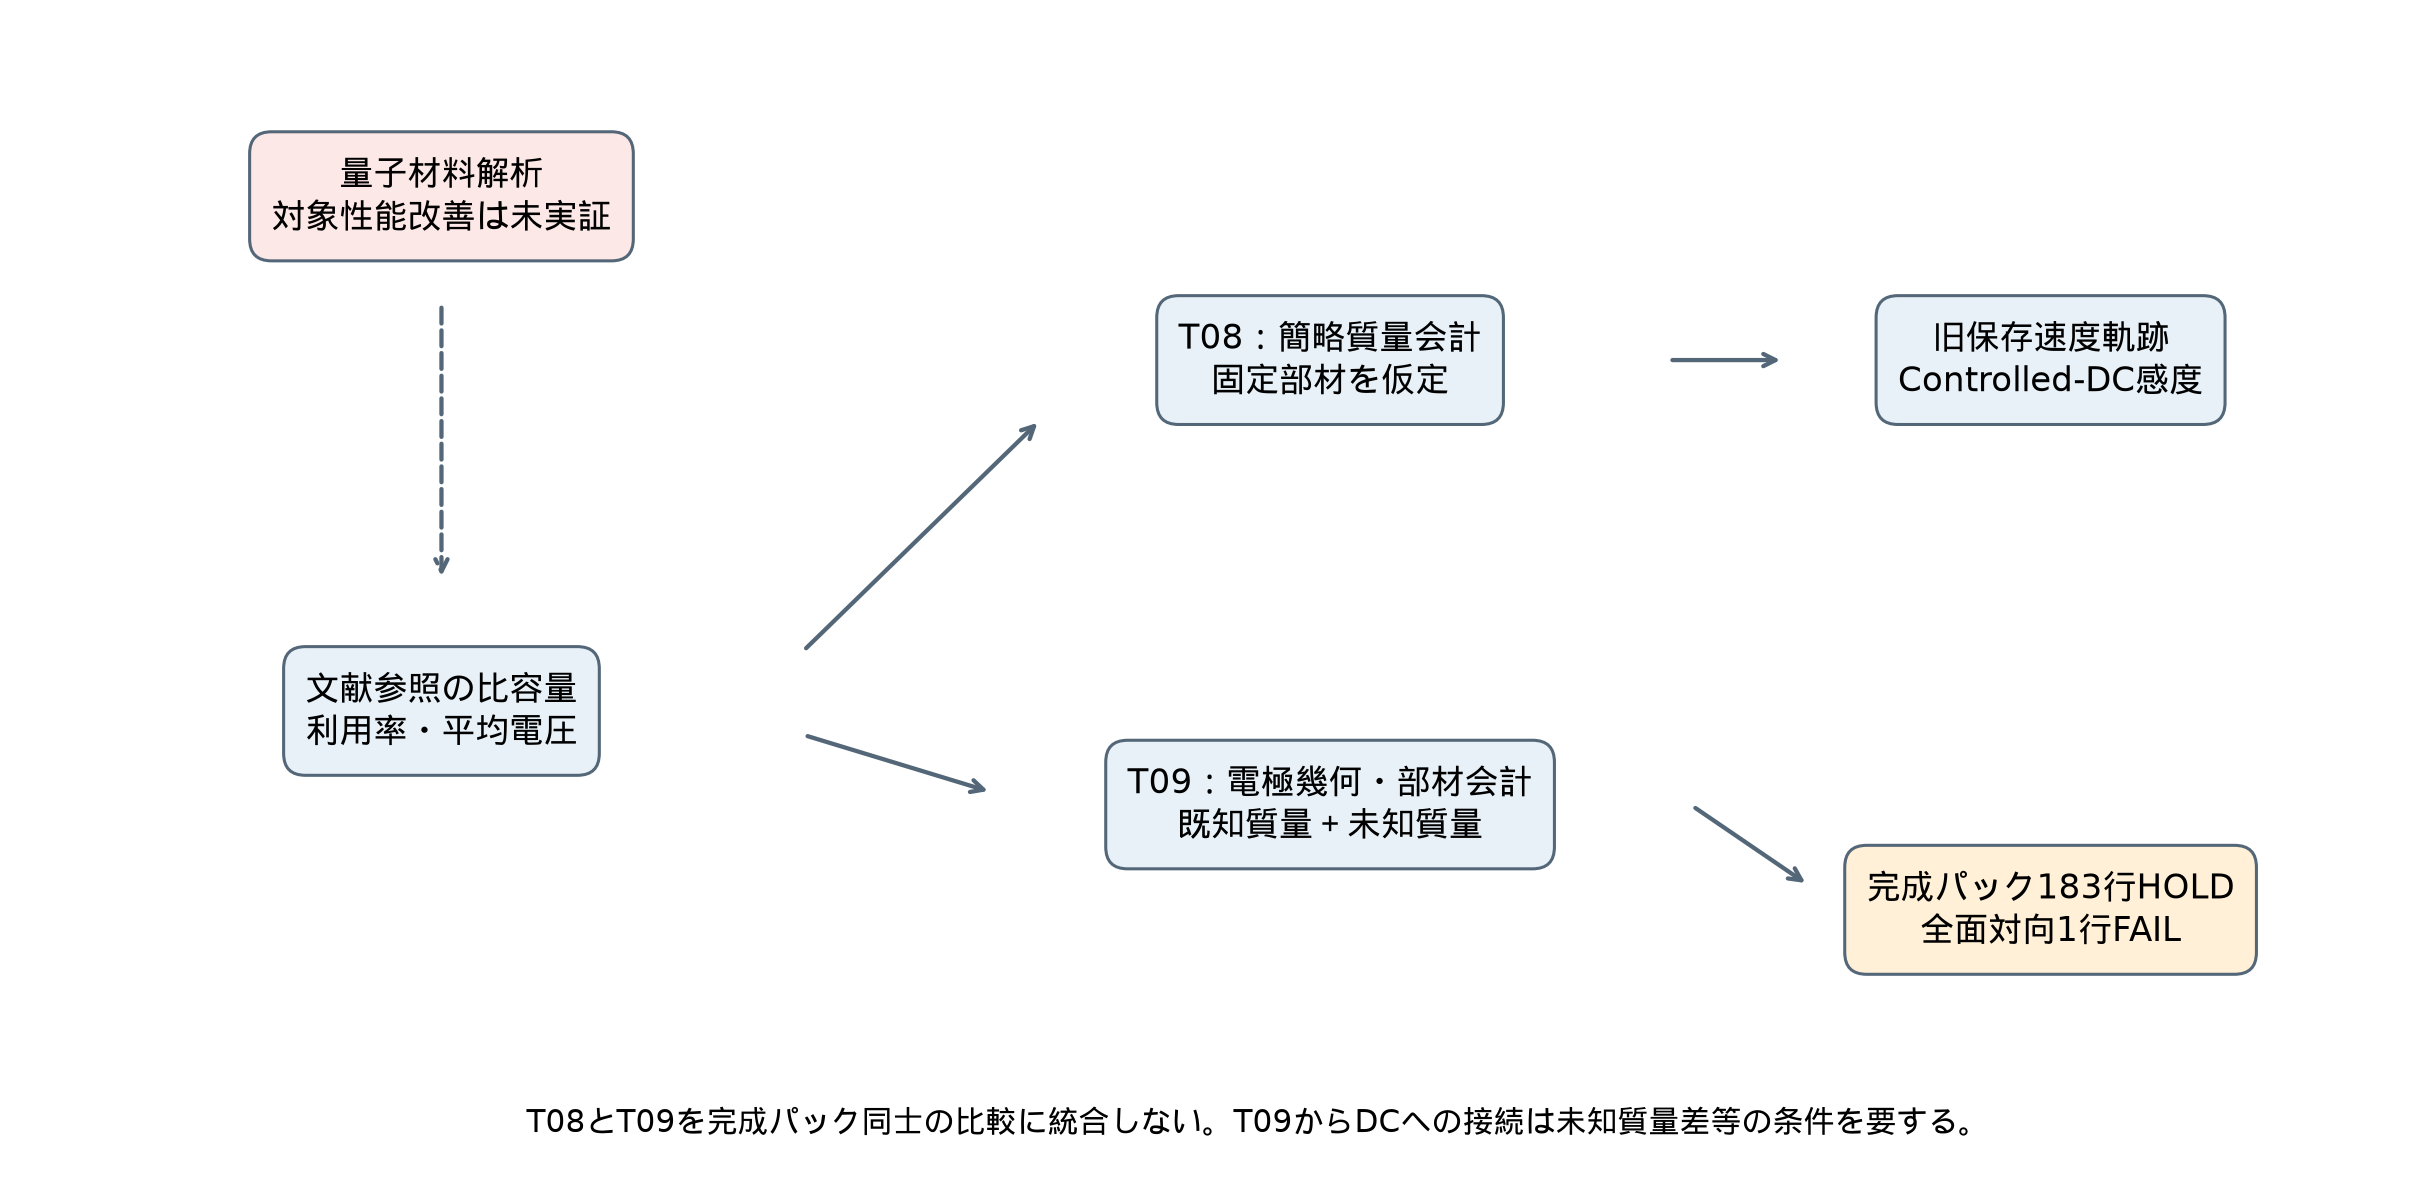 量子材料解析
対象性能改善は未実証
T08：簡略質量会計
固定部材を仮定
旧保存速度軌跡
Controlled-DC感度
文献参照の比容量
利用率・平均電圧
T09：電極幾何・部材会計
既知質量＋未知質量
完成パック183行HOLD
全面対向1行FAIL
T08とT09を完成パック同士の比較に統合しない。T09からDCへの接続は未知質量差等の条件を要する。